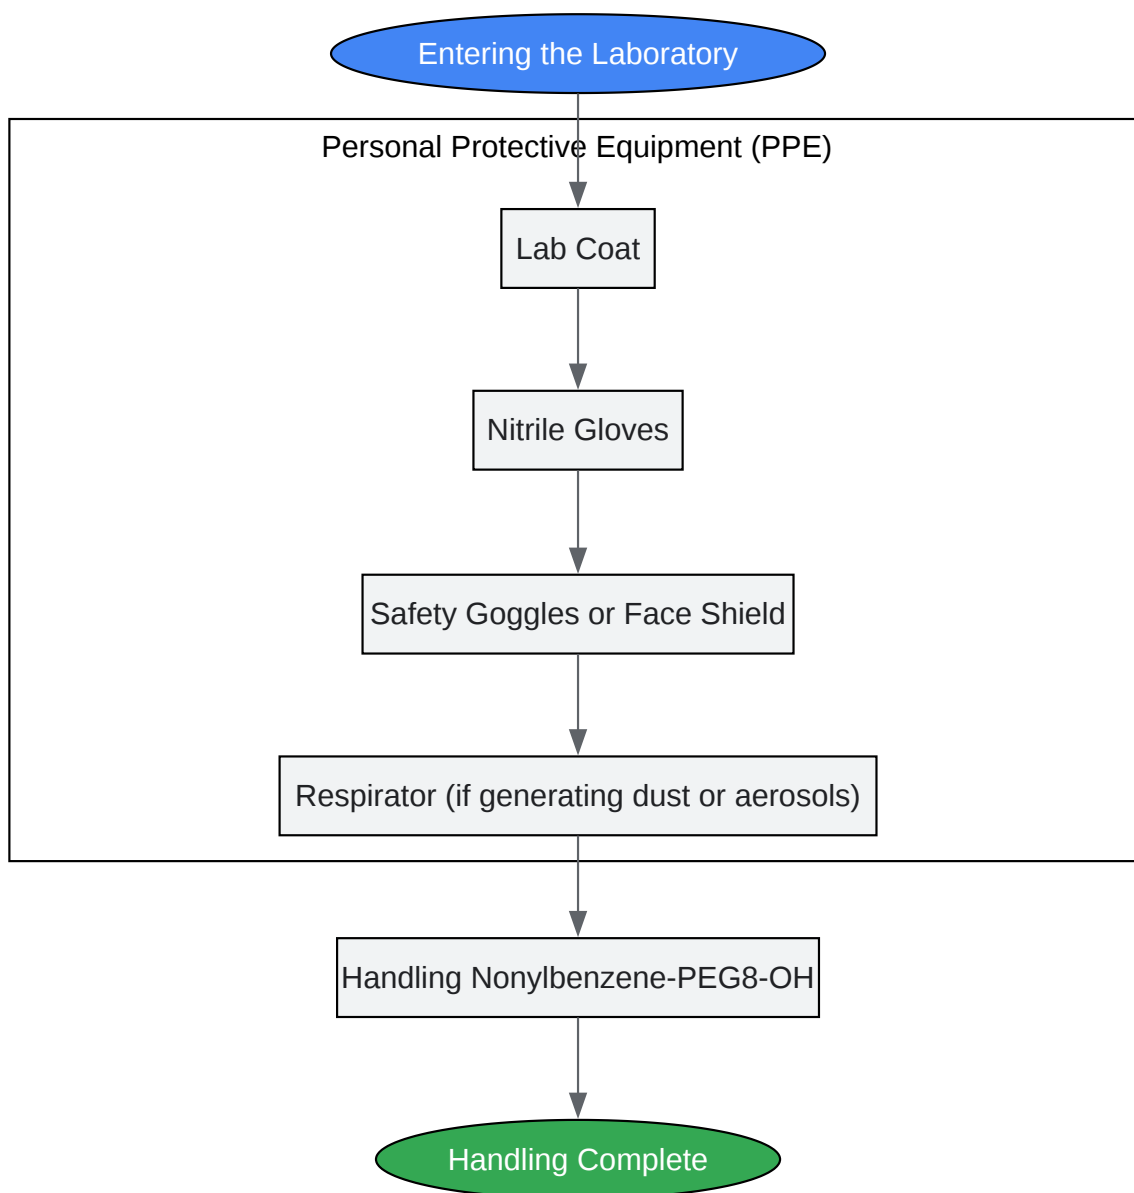 Entering the Laboratory
Personal Protective Equipment (PPE)
Lab Coat
Nitrile Gloves
Safety Goggles or Face Shield
Respirator (if generating dust or aerosols)
Handling Nonylbenzene-PEG8-OH
Handling Complete